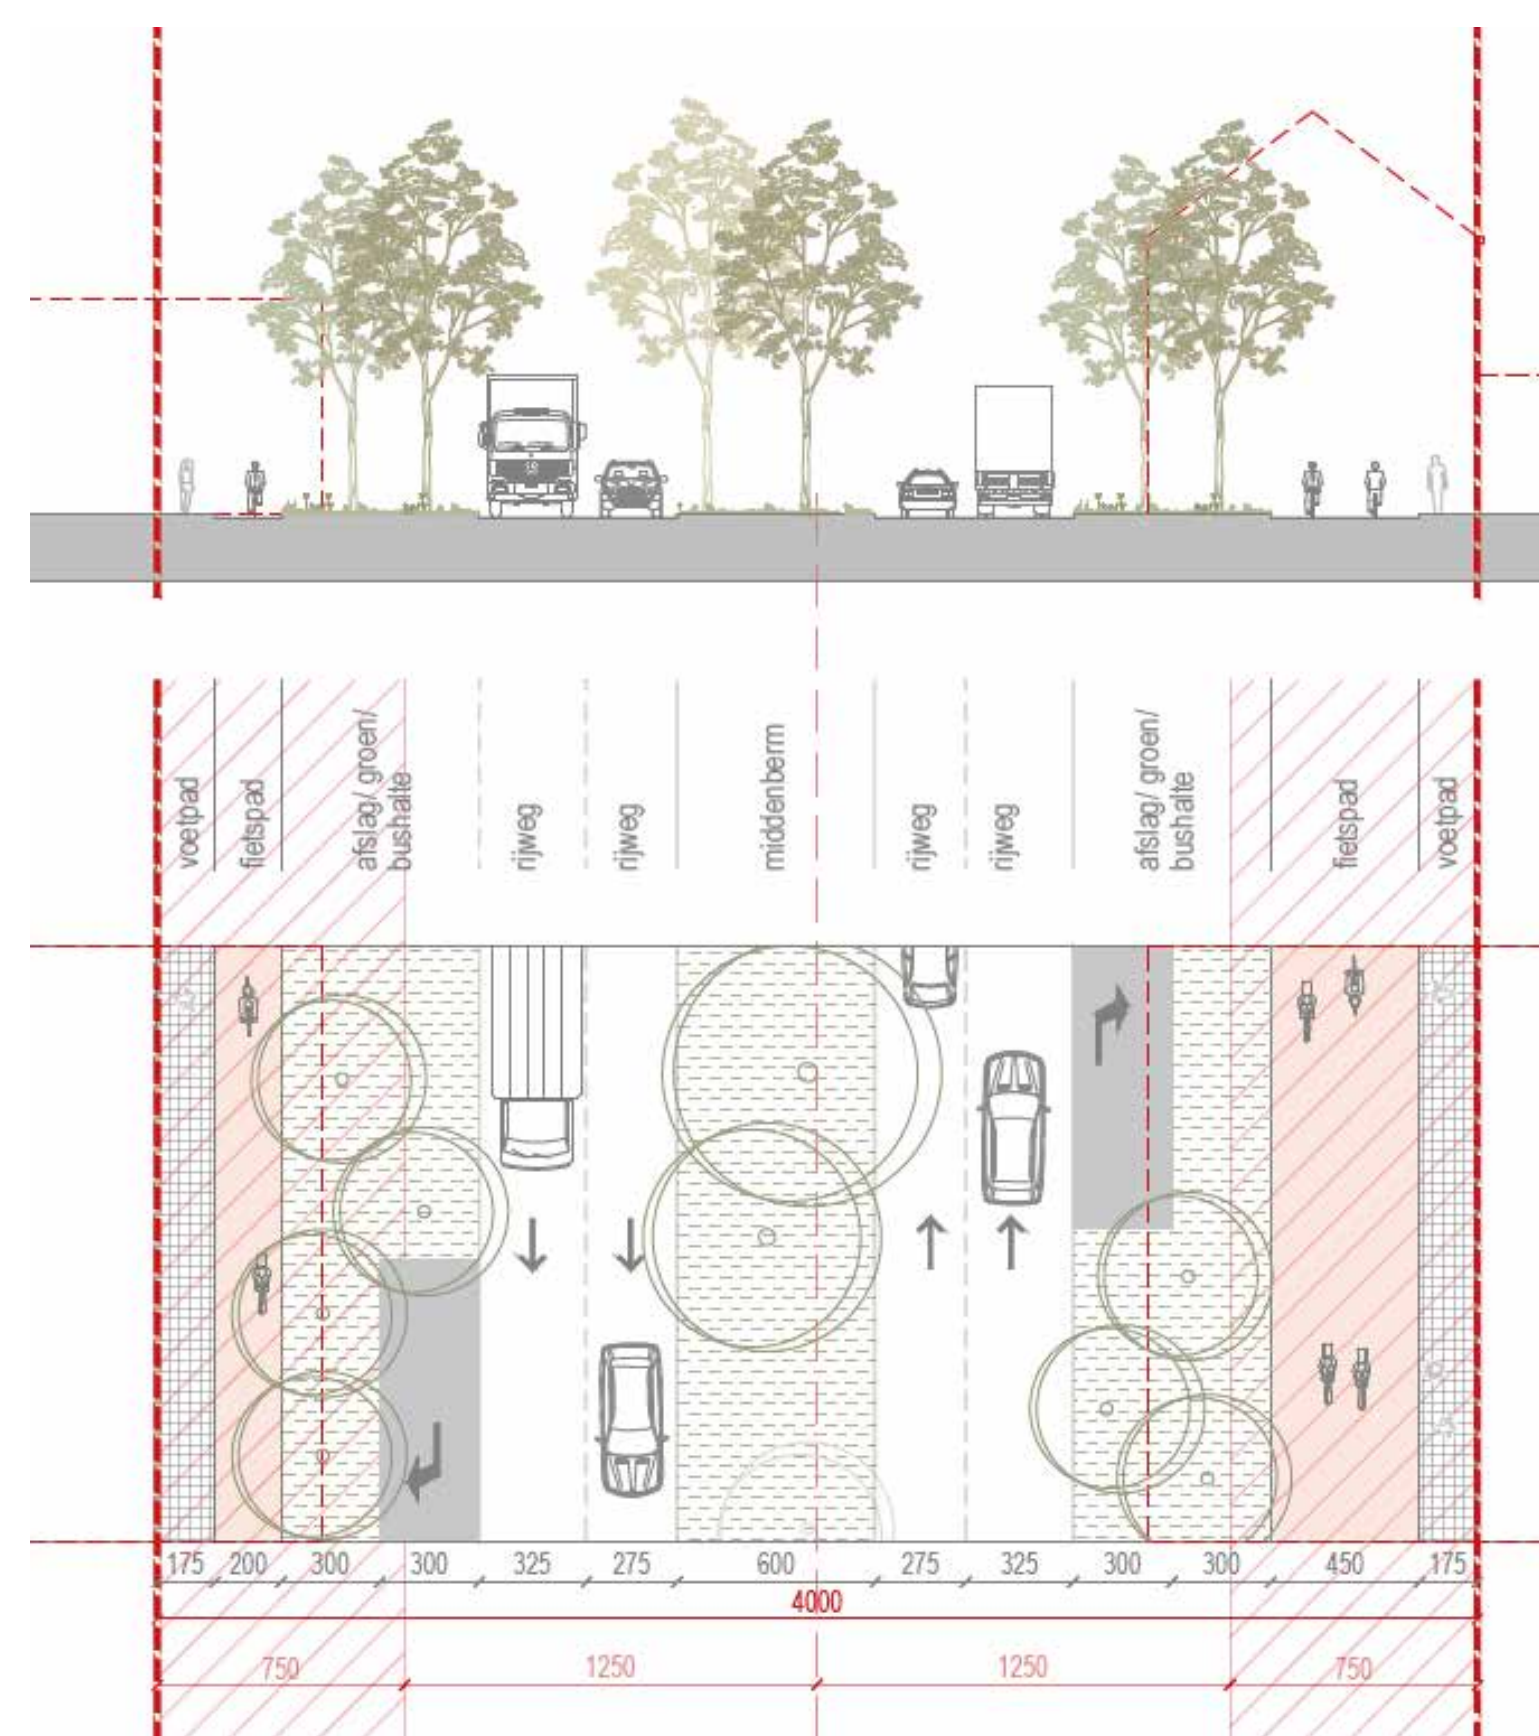 voetpad
fietspad
afslag/ groen/
bushalte
rijweg
rijweg
middenberm
rijweg
rijweg
afslag/ groen/
bushalte
fietspad
voetpad
175 200 300 300 325 275 600 275 325 300 300 450 175
4000
750 1250 1250 750